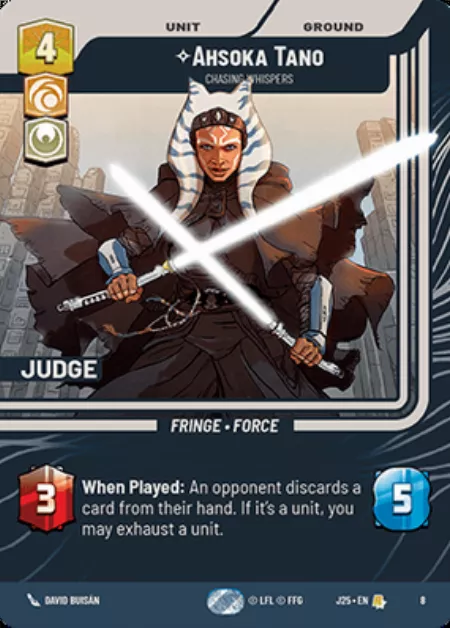 UNIT
GROUND
4
AHSOKA TANO
CHASING WHISPERS
JUDGE
FRINGE • FORCE
3
When Played: An opponent discards a
card from their hand. If it's a unit, you
may exhaust a unit.
5
DAVID BUISÁN
© LFL © FFG
J25 • EN
8